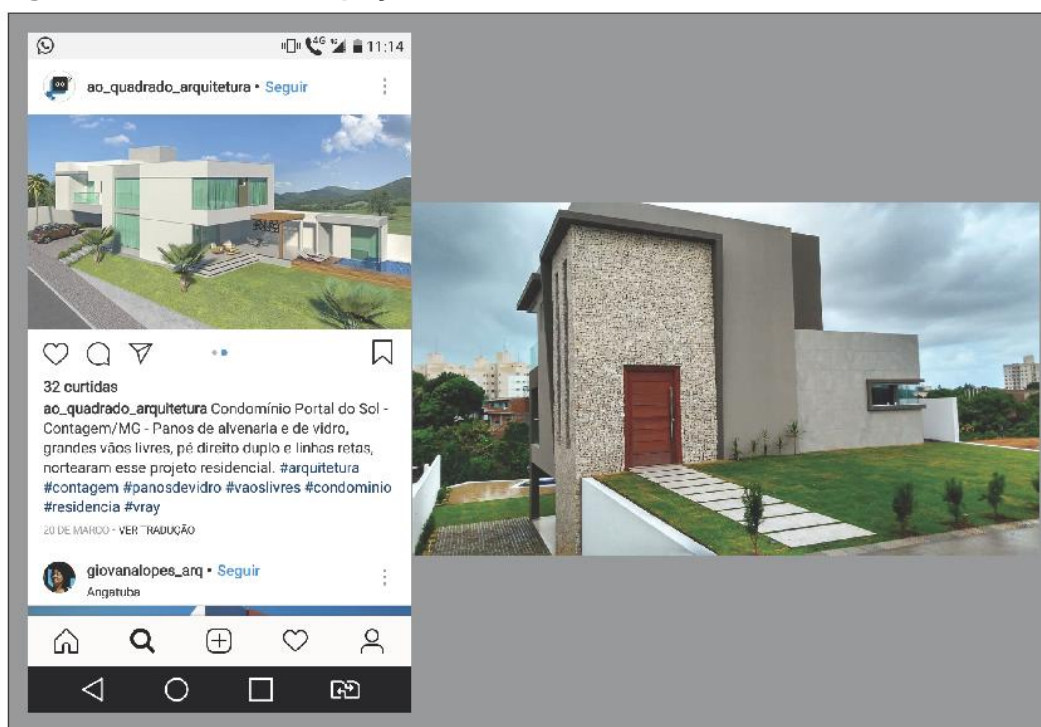 4G
11:14
ao_quadrado_arquitetura • Seguir
32 curtidas
ao_quadrado_arquitetura Condomínio Portal do Sol -
Contagem/MG - Panos de alvenaria e de vidro,
grandes vãos livres, pé direito duplo e linhas retas,
nortearam esse projeto residencial. #arquitetura
#contagem #panosdevidro #vaoslivres #condominio
#residencia #vray
20 DE MARÇO • VER TRADUÇÃO
giovanalopes_arq • Seguir
Angatuba